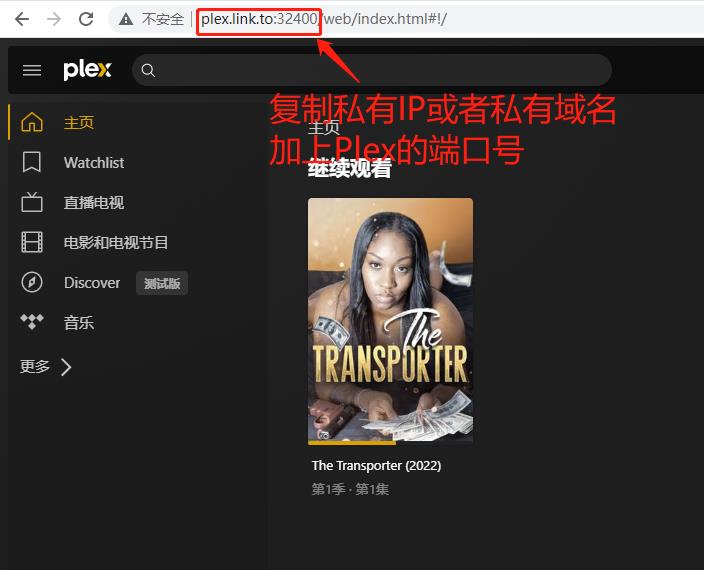 不安全 plex.link.to:32400/web/index.html#!/
plex
复制私有IP或者私有域名
加上Plex的端口号
主页
主页
继续观看
Watchlist
直播电视
电影和电视节目
Discover 测试版
音乐
更多
The
TRANSPORTER
The Transporter (2022)
第1季 · 第1集